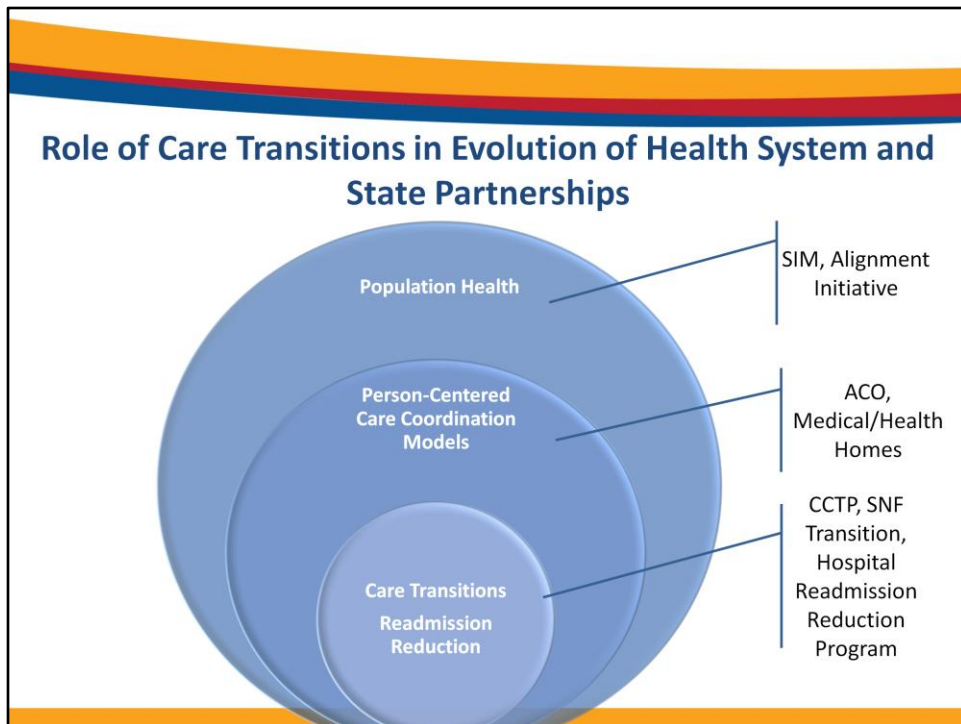 Role of Care Transitions in Evolution of Health System and
State Partnerships
Population Health
SIM, Alignment
Initiative
Person-Centered
Care Coordination
Models
ACO,
Medical/Health
Homes
Care Transitions
Readmission
Reduction
CCTP, SNF
Transition,
Hospital
Readmission
Reduction
Program